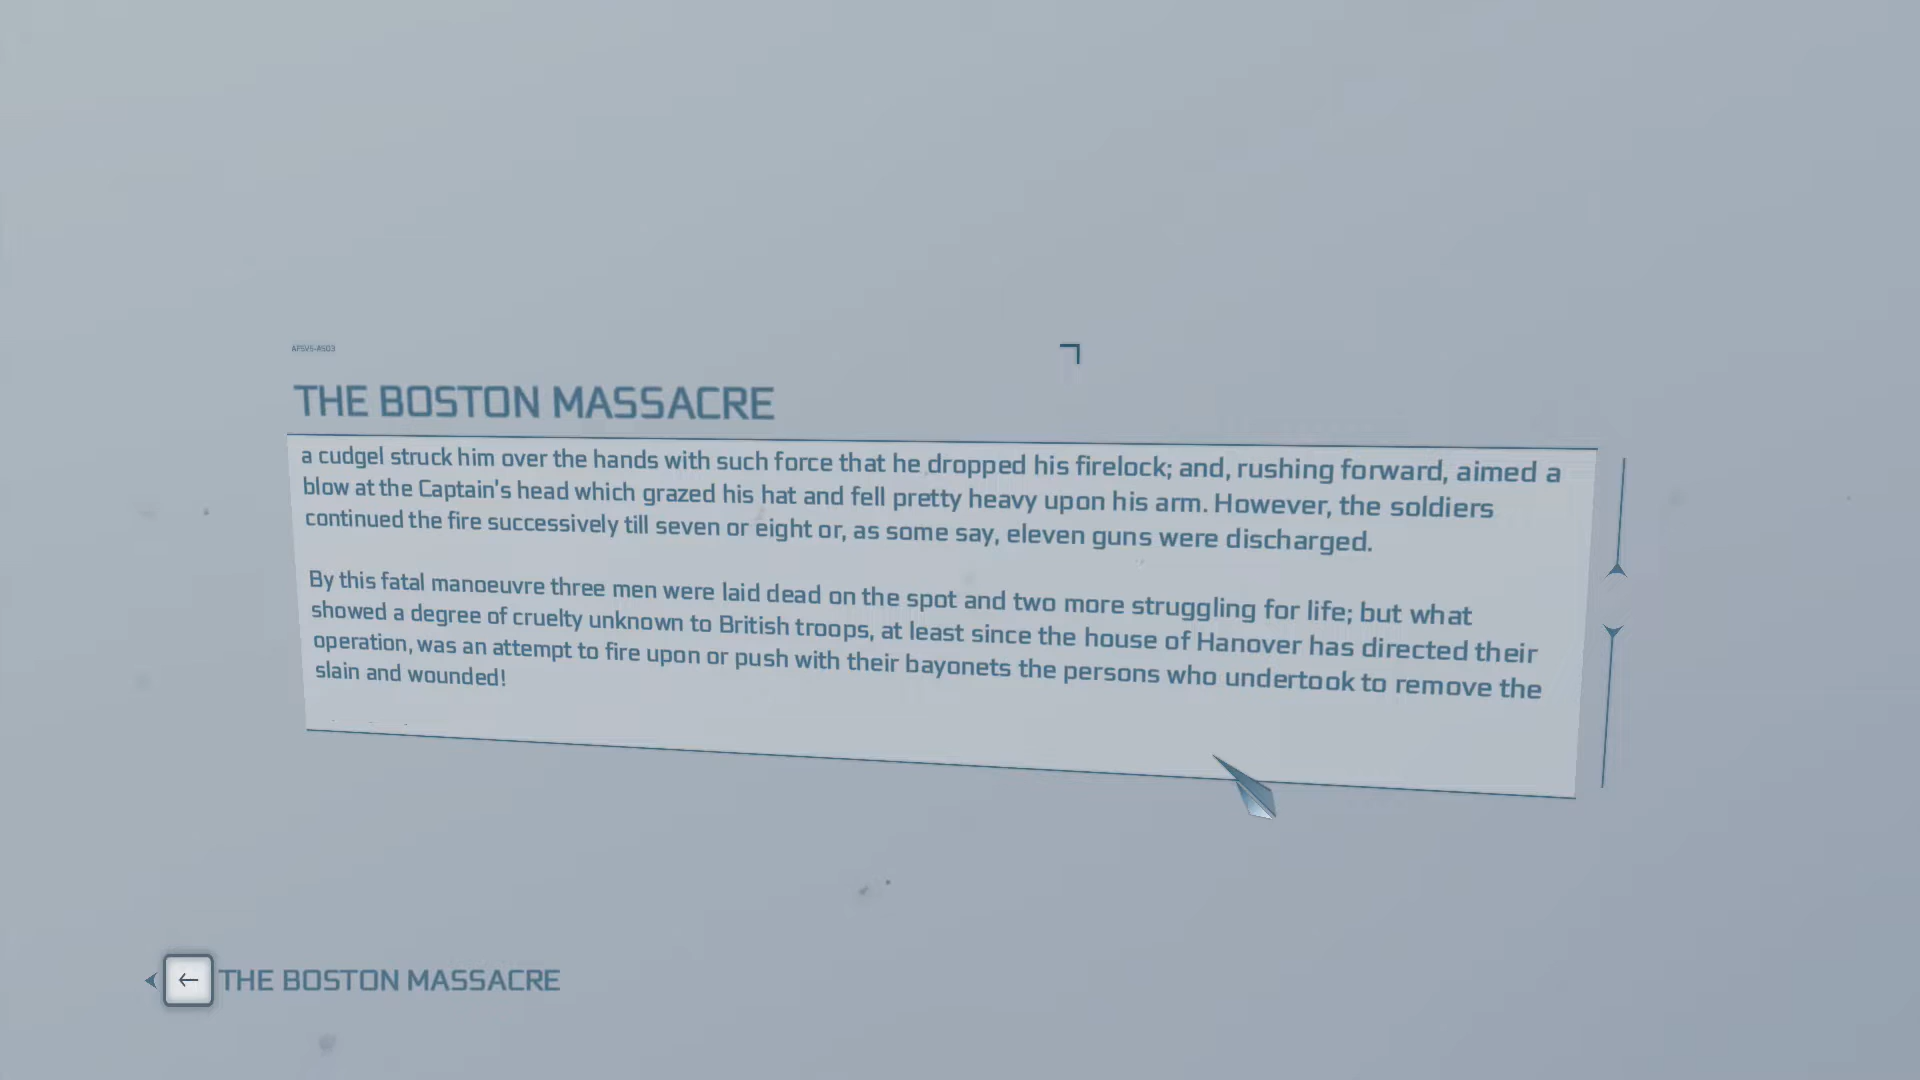 AFSVS-AS03
THE BOSTON MASSACRE
a cudgel struck him over the hands with such force that he dropped his firelock; and, rushing forward, aimed a
blow at the Captain's head which grazed his hat and fell pretty heavy upon his arm. However, the soldiers
continued the fire successively till seven or eight or, as some say, eleven guns were discharged.
By this fatal manoeuvre three men were laid dead on the spot and two more struggling for life; but what
showed a degree of cruelty unknown to British troops, at least since the house of Hanover has directed their
operation, was an attempt to fire upon or push with their bayonets the persons who undertook to remove the
slain and wounded!
THE BOSTON MASSACRE